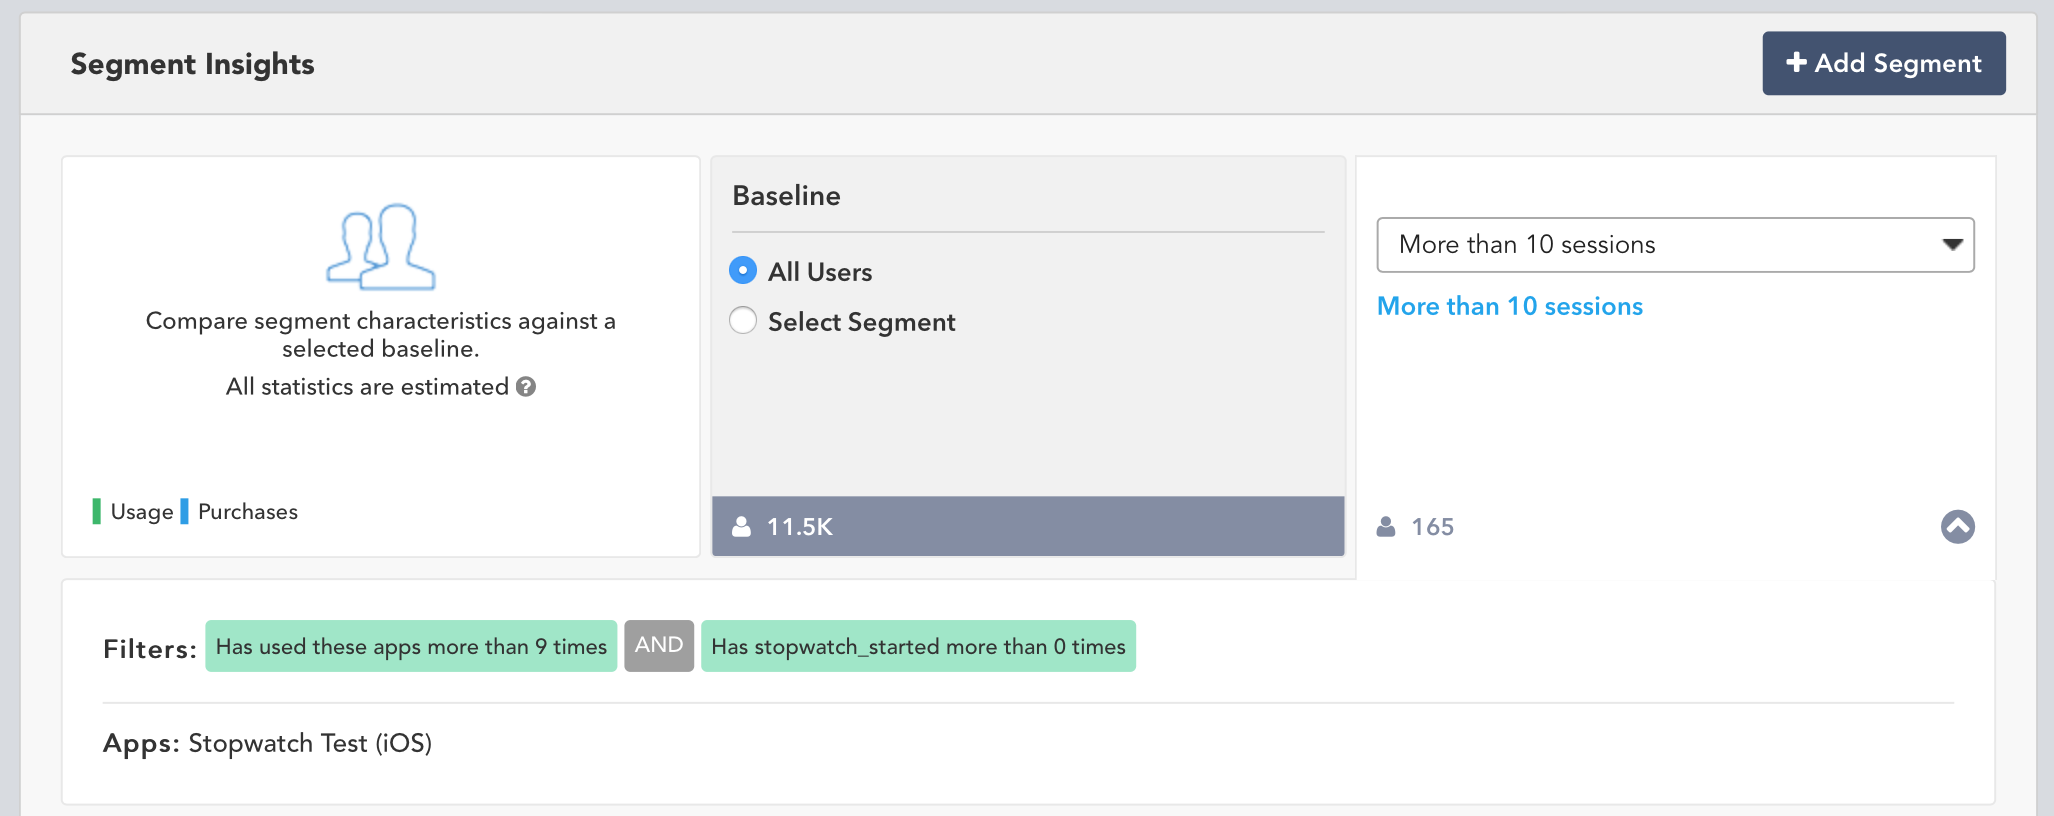 Segment Insights
+ Add Segment
Compare segment characteristics against a
selected baseline.
All statistics are estimated ?
Usage Purchases
Baseline
All Users
Select Segment
11.5K
More than 10 sessions
More than 10 sessions
165
Filters: Has used these apps more than 9 times AND Has stopwatch_started more than 0 times
Apps: Stopwatch Test (iOS)